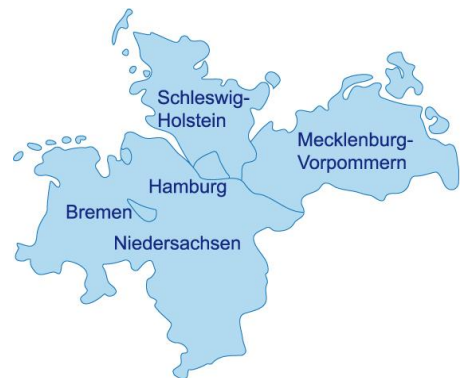 Schleswig-
Holstein
Mecklenburg-
Vorpommern
Hamburg
Bremen
Niedersachsen